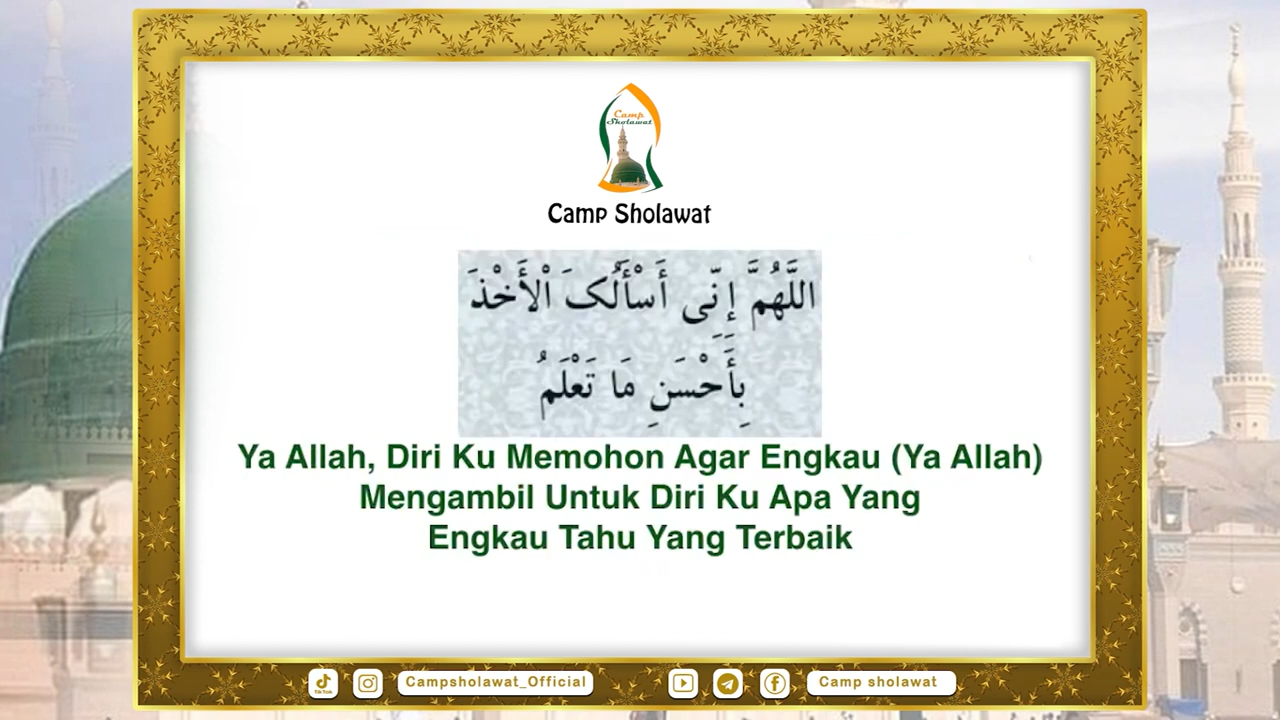 Camp
Sholawat
Camp Sholawat
اللَّهُمَّ إِنِّى أَسْأَلُکَ الْأَخْذَ
بِأَحْسَنِ مَا تَعْلَمُ
Ya Allah, Diri Ku Memohon Agar Engkau (Ya Allah)
Mengambil Untuk Diri Ku Apa Yang
Engkau Tahu Yang Terbaik
TikTok
Campsholawat_Official
Camp sholawat